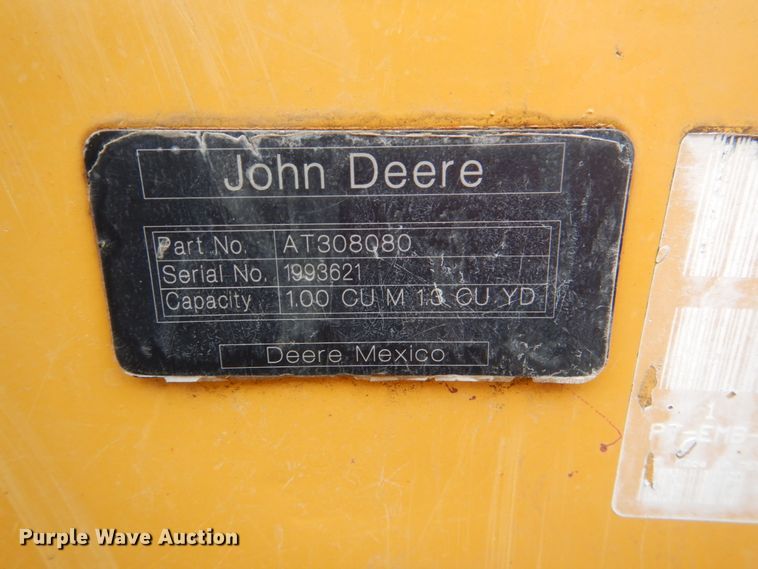 John Deere
Part No. AT308080
Serial No. 1993621
Capacity 1.00 CU M 1.3 CU YD
Deere Mexico
1
Purple Wave Auction